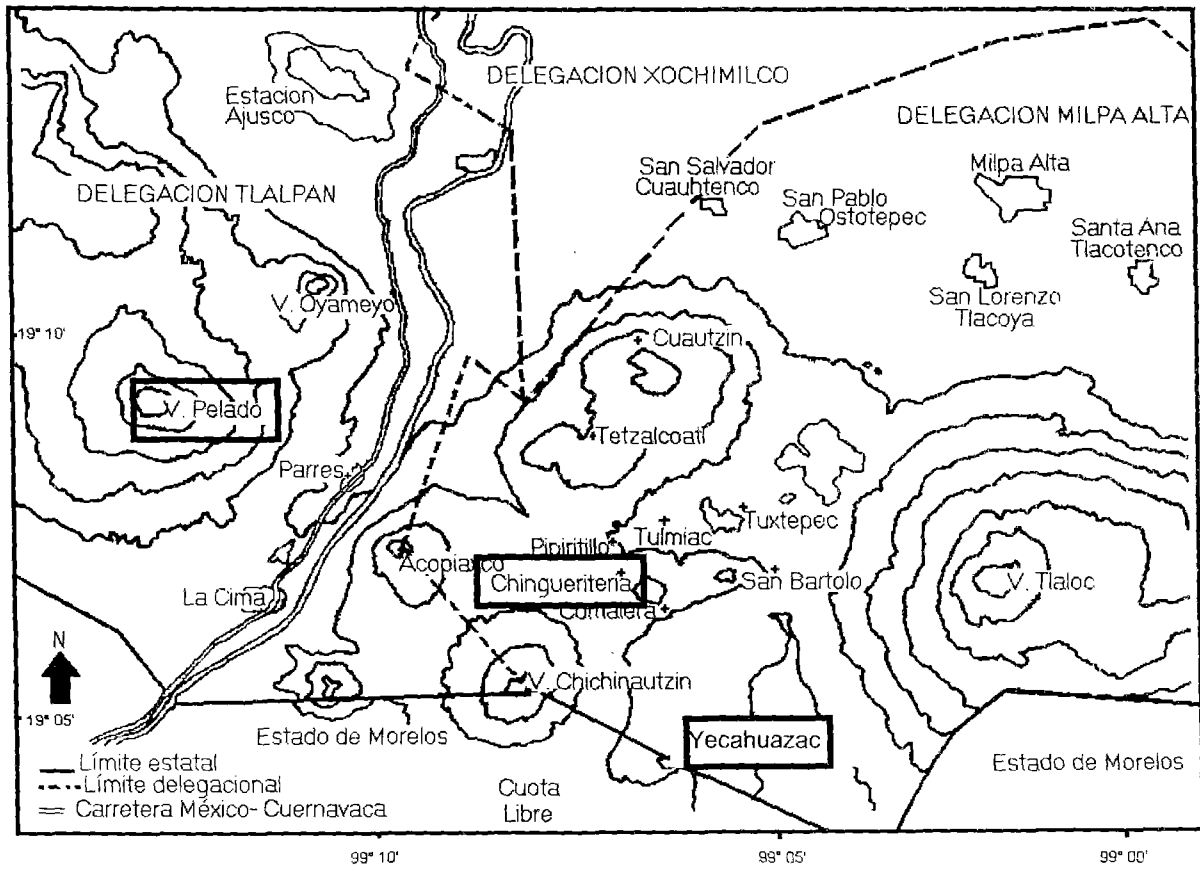 DELEGACION XOCHIMILCO
Estacion
Ajusco
DELEGACION MILPA ALTA
San Salvador
Cuauhtenco
Milpa Alta
DELEGACION TLALPAN
San Pablo
Ostotepec
Santa Ana
Tlacotenco
V. Oyameyo
San Lorenzo
Tlacoya
19° 10'
Cuautzin
V. Pelado
Tetzalcoatl
Parres
Tuxtepec
Tulmiac
Pipiritillo
Acopiaxco
Chingueriteria
San Bartolo
V. Tlaloc
La Cima
Comalera
N
V. Chichinautzin
19° 05'
Estado de Morelos
Yecahuazac
Estado de Morelos
Límite estatal
Límite delegacional
Carretera México- Cuernavaca
Cuota
Libre
99° 10'
99° 05'
99° 00'